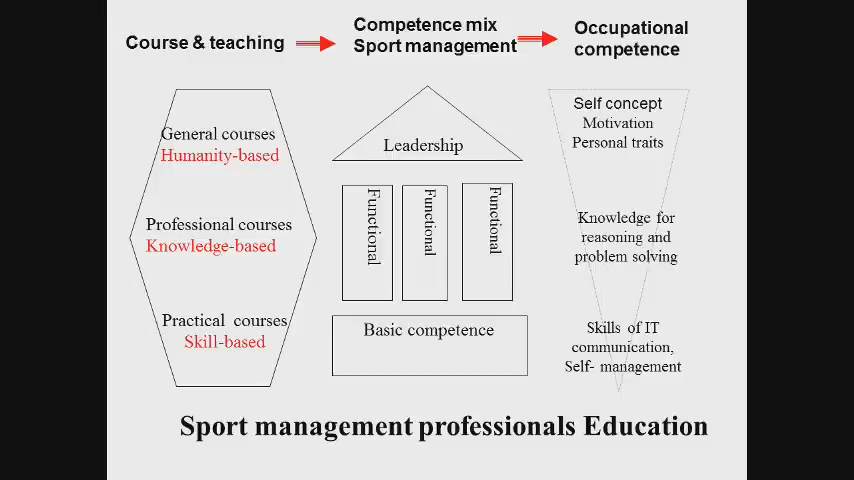 Course & teaching
Competence mix
Sport management
Occupational
competence
General courses
Humanity-based
Professional courses
Knowledge-based
Practical courses
Skill-based
Leadership
Functional
Functional
Functional
Basic competence
Self concept
Motivation
Personal traits
Knowledge for
reasoning and
problem solving
Skills of IT
communication,
Self- management
Sport management professionals Education